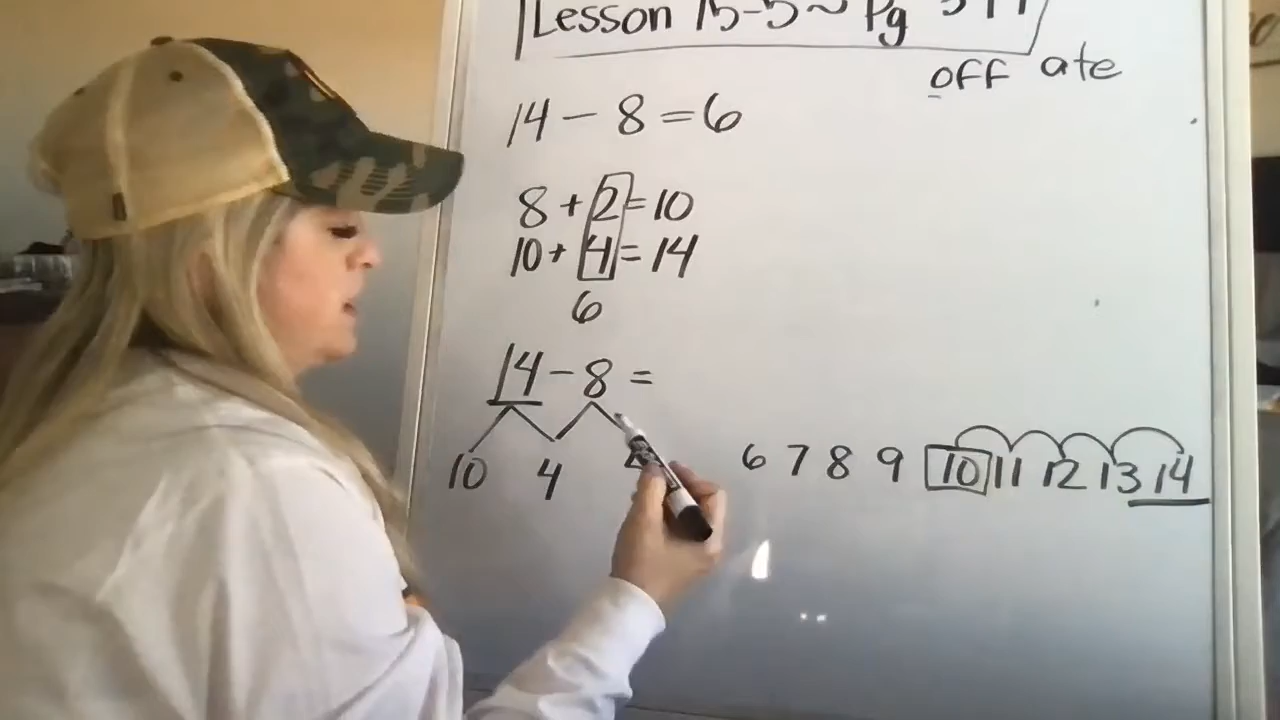 Lesson 15-5~ Pg
off ate
14 - 8 = 6
8 + 2 = 10
10 + 4 = 14
6
14 - 8 =
10 4
6 7 8 9 10 11 12 13 14